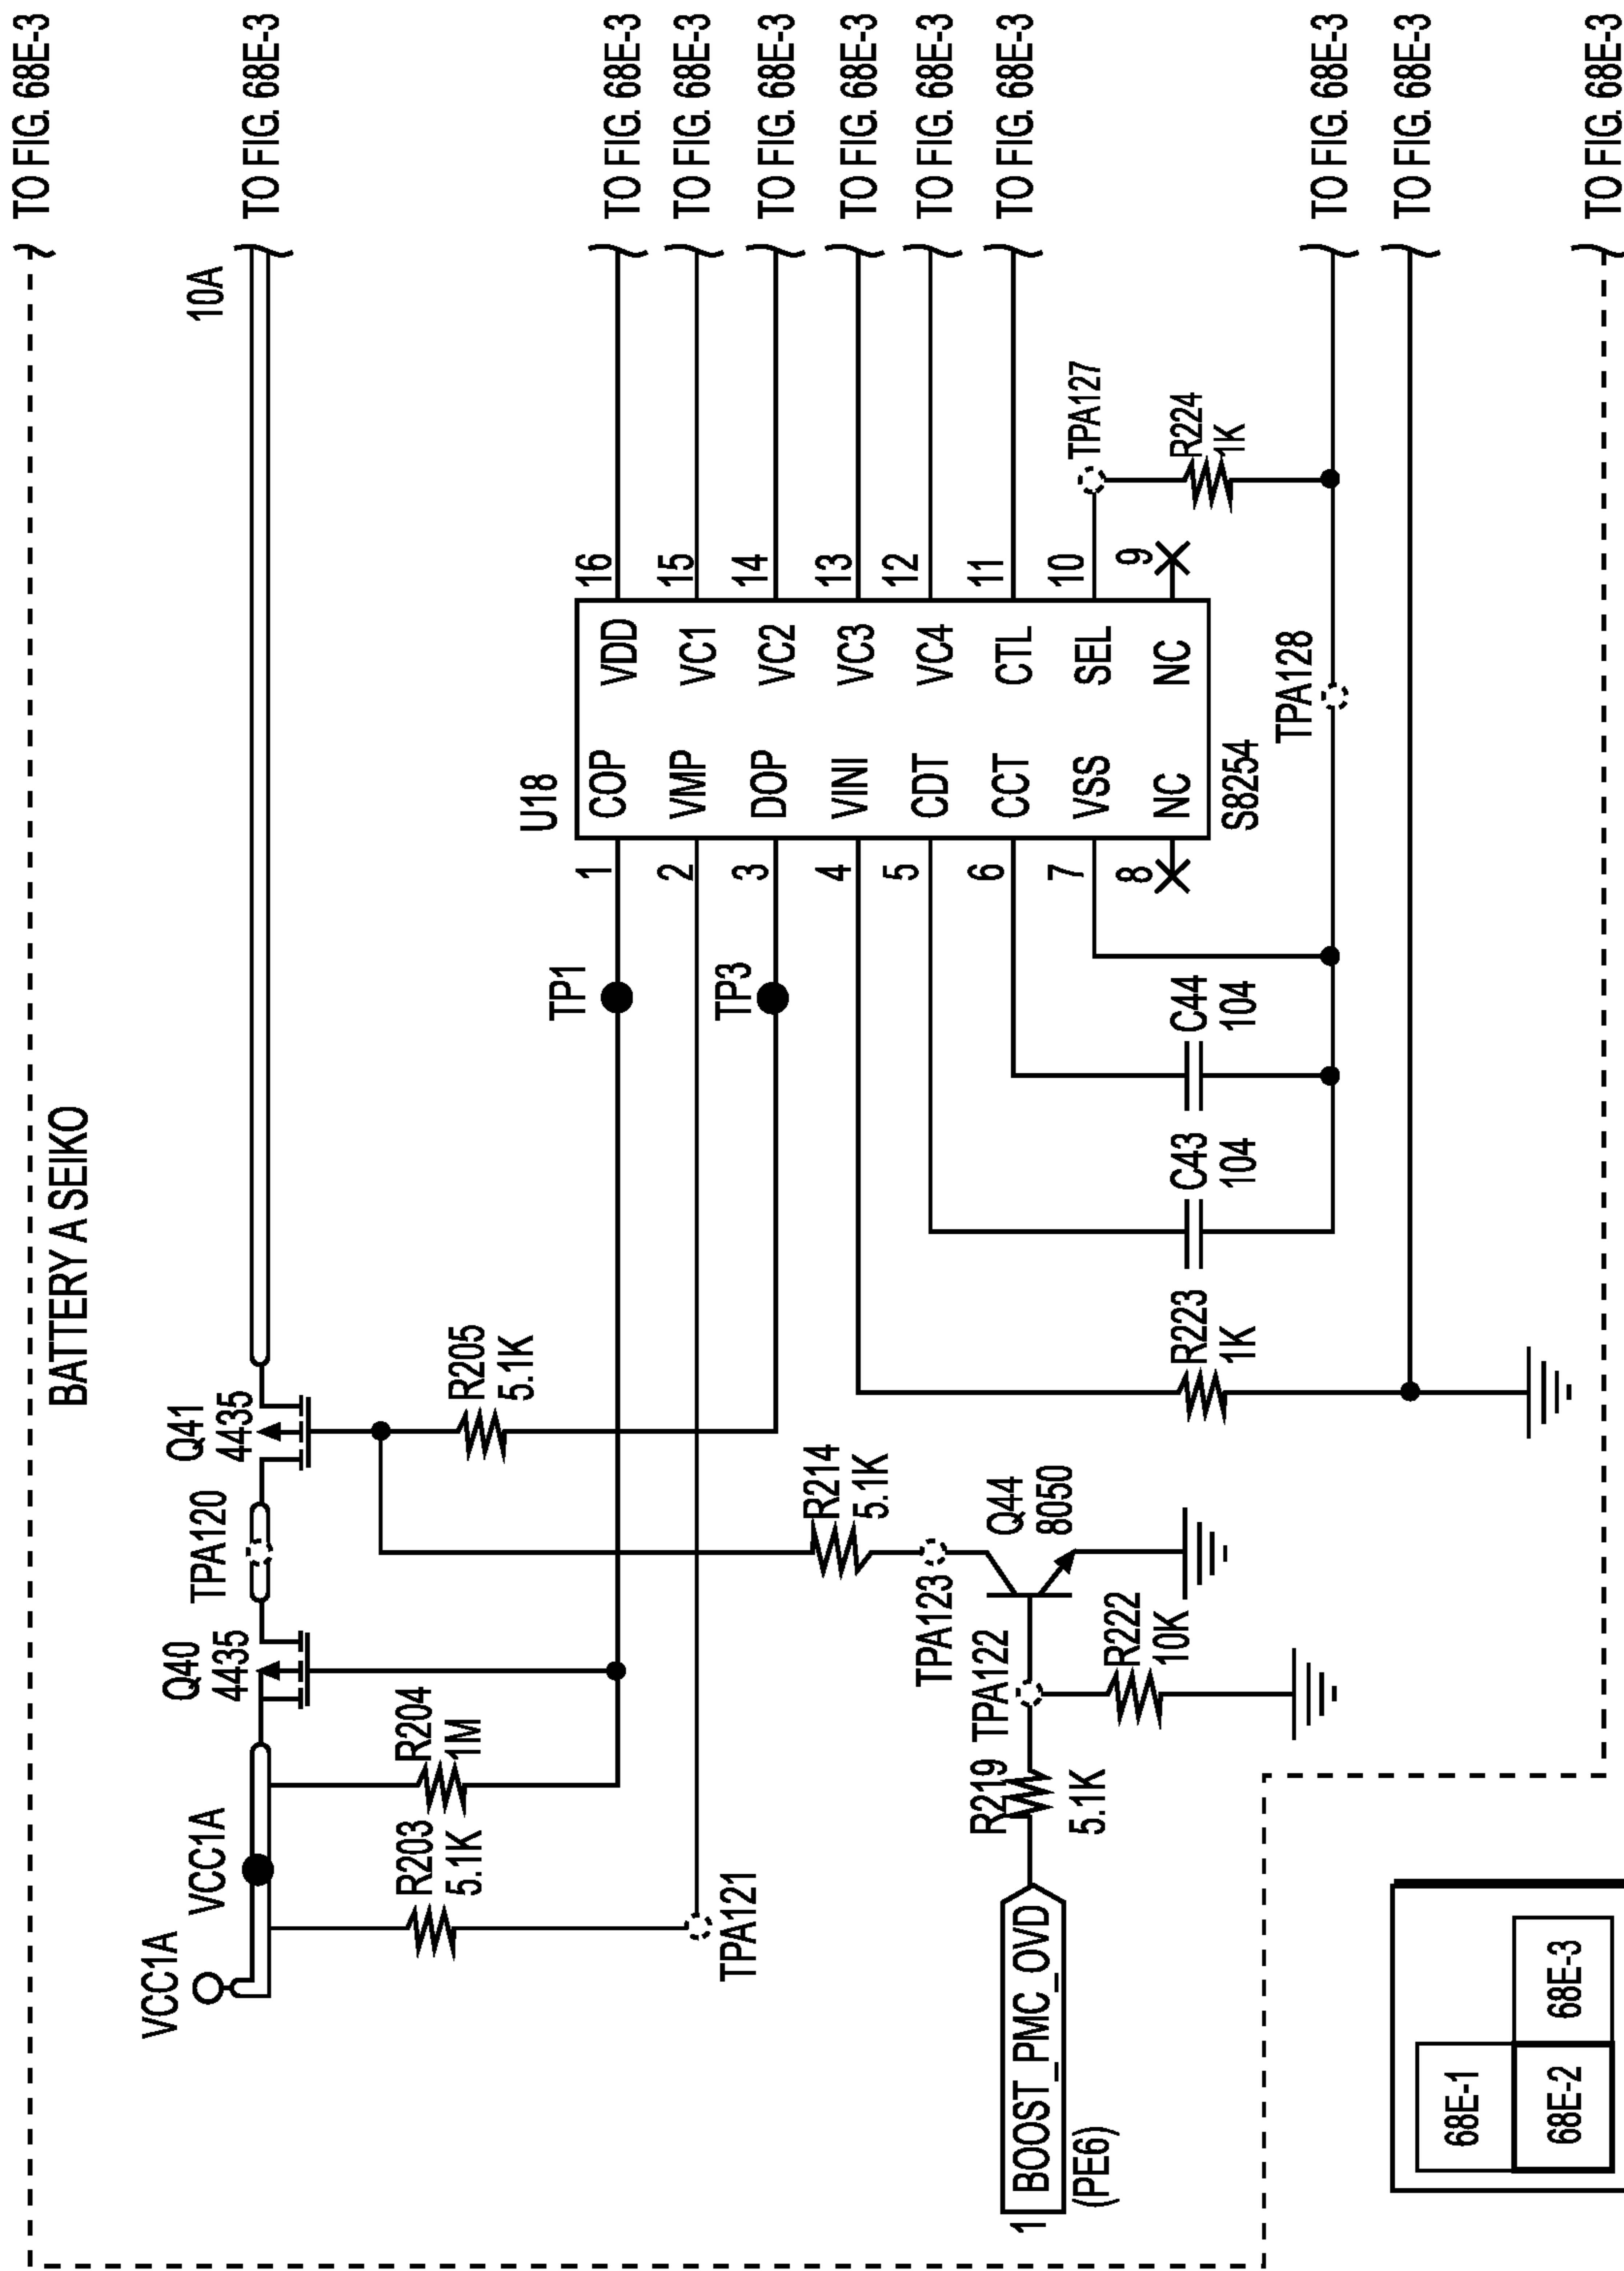 BATTERY A SEIKO
VCC1A
VCC1A
Q40
4435
TPA120
Q41
4435
10A
TO FIG. 68E-3
TO FIG. 68E-3
R203
5.1K
R204
1M
R205
5.1K
TPA121
TP1
TP3
U18
1
2
3
4
5
6
7
8
COP
VMP
DOP
VINI
CDT
CCT
VSS
NC
VDD
VC1
VC2
VC3
VC4
CTL
SEL
NC
16
15
14
13
12
11
10
9
S8254
TO FIG. 68E-3
TO FIG. 68E-3
TO FIG. 68E-3
TO FIG. 68E-3
TO FIG. 68E-3
TO FIG. 68E-3
R214
5.1K
TPA123
Q44
8050
TPA122
R219
5.1K
R222
10K
1
BOOST_PMC_OVD
(PE6)
R223
1K
C43
104
C44
104
TPA127
R224
1K
TPA128
TO FIG. 68E-3
TO FIG. 68E-3
TO FIG. 68E-3
68E-1
68E-2
68E-3